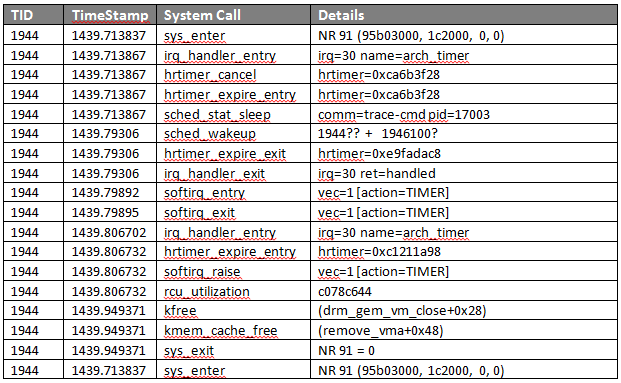 TID TimeStamp System Call Details
1944 1439.713837 sys_enter NR 91 (95b03000, 1c2000, 0, 0)
1944 1439.713867 irq_handler_entry irq=30 name=arch_timer
1944 1439.713867 hrtimer_cancel hrtimer=0xca6b3f28
1944 1439.713867 hrtimer_expire_entry hrtimer=0xca6b3f28
1944 1439.713867 sched_stat_sleep comm=trace-cmd pid=17003
1944 1439.79306 sched_wakeup 1944?? + 1946100?
1944 1439.79306 hrtimer_expire_exit hrtimer=0xe9fadac8
1944 1439.79306 irq_handler_exit irq=30 ret=handled
1944 1439.79892 softirq_entry vec=1 [action=TIMER]
1944 1439.79895 softirq_exit vec=1 [action=TIMER]
1944 1439.806702 irq_handler_entry irq=30 name=arch_timer
1944 1439.806732 hrtimer_expire_entry hrtimer=0xc1211a98
1944 1439.806732 softirq_raise vec=1 [action=TIMER]
1944 1439.806732 rcu_utilization c078c644
1944 1439.949371 kfree (drm_gem_vm_close+0x28)
1944 1439.949371 kmem_cache_free (remove_vma+0x48)
1944 1439.949371 sys_exit NR 91 = 0
1944 1439.713837 sys_enter NR 91 (95b03000, 1c2000, 0, 0)